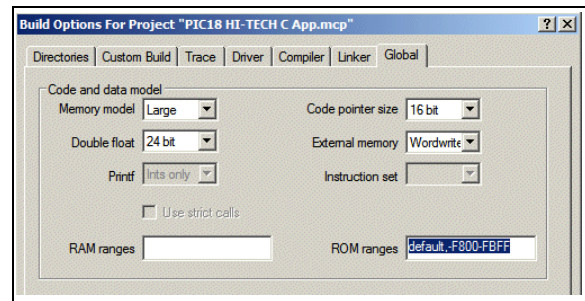 Build Options For Project "PIC18 HI-TECH C App.mcp"
Directories Custom Build Trace Driver Compiler Linker Global
Code and data model
Memory model Large Code pointer size 16 bit
Double float 24 bit External memory Wordwrite
Printf Ints only Instruction set
Use strict calls
RAM ranges ROM ranges default,-F800-FBFF